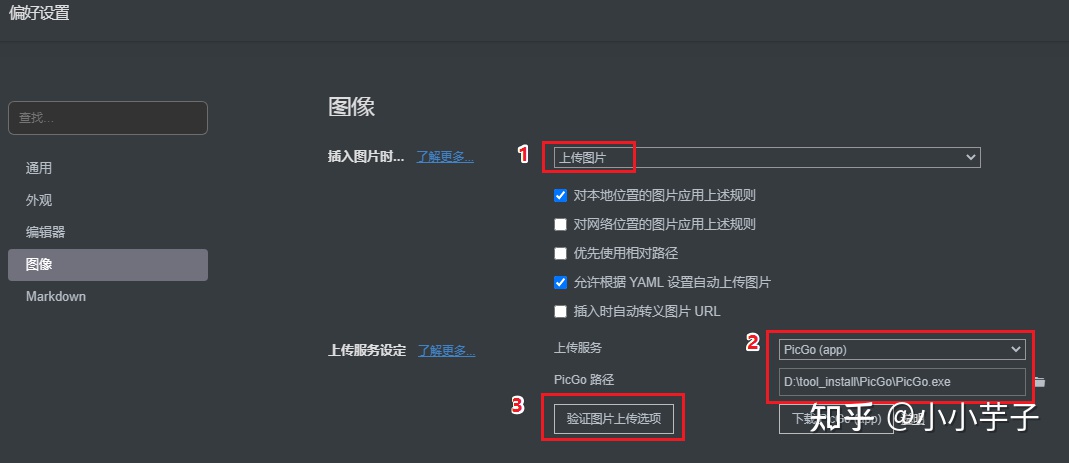 偏好设置
查找...
通用
外观
编辑器
图像
Markdown
图像
插入图片时... 了解更多... 1 上传图片
对本地位置的图片应用上述规则
对网络位置的图片应用上述规则
优先使用相对路径
允许根据 YAML 设置自动上传图片
插入时自动转义图片 URL
上传服务设定 了解更多... 上传服务 2 PicGo (app)
PicGo 路径 D:\tool_install\PicGo\PicGo.exe
3 验证图片上传选项 下载 PicGo (app)
知乎 @小小芋子